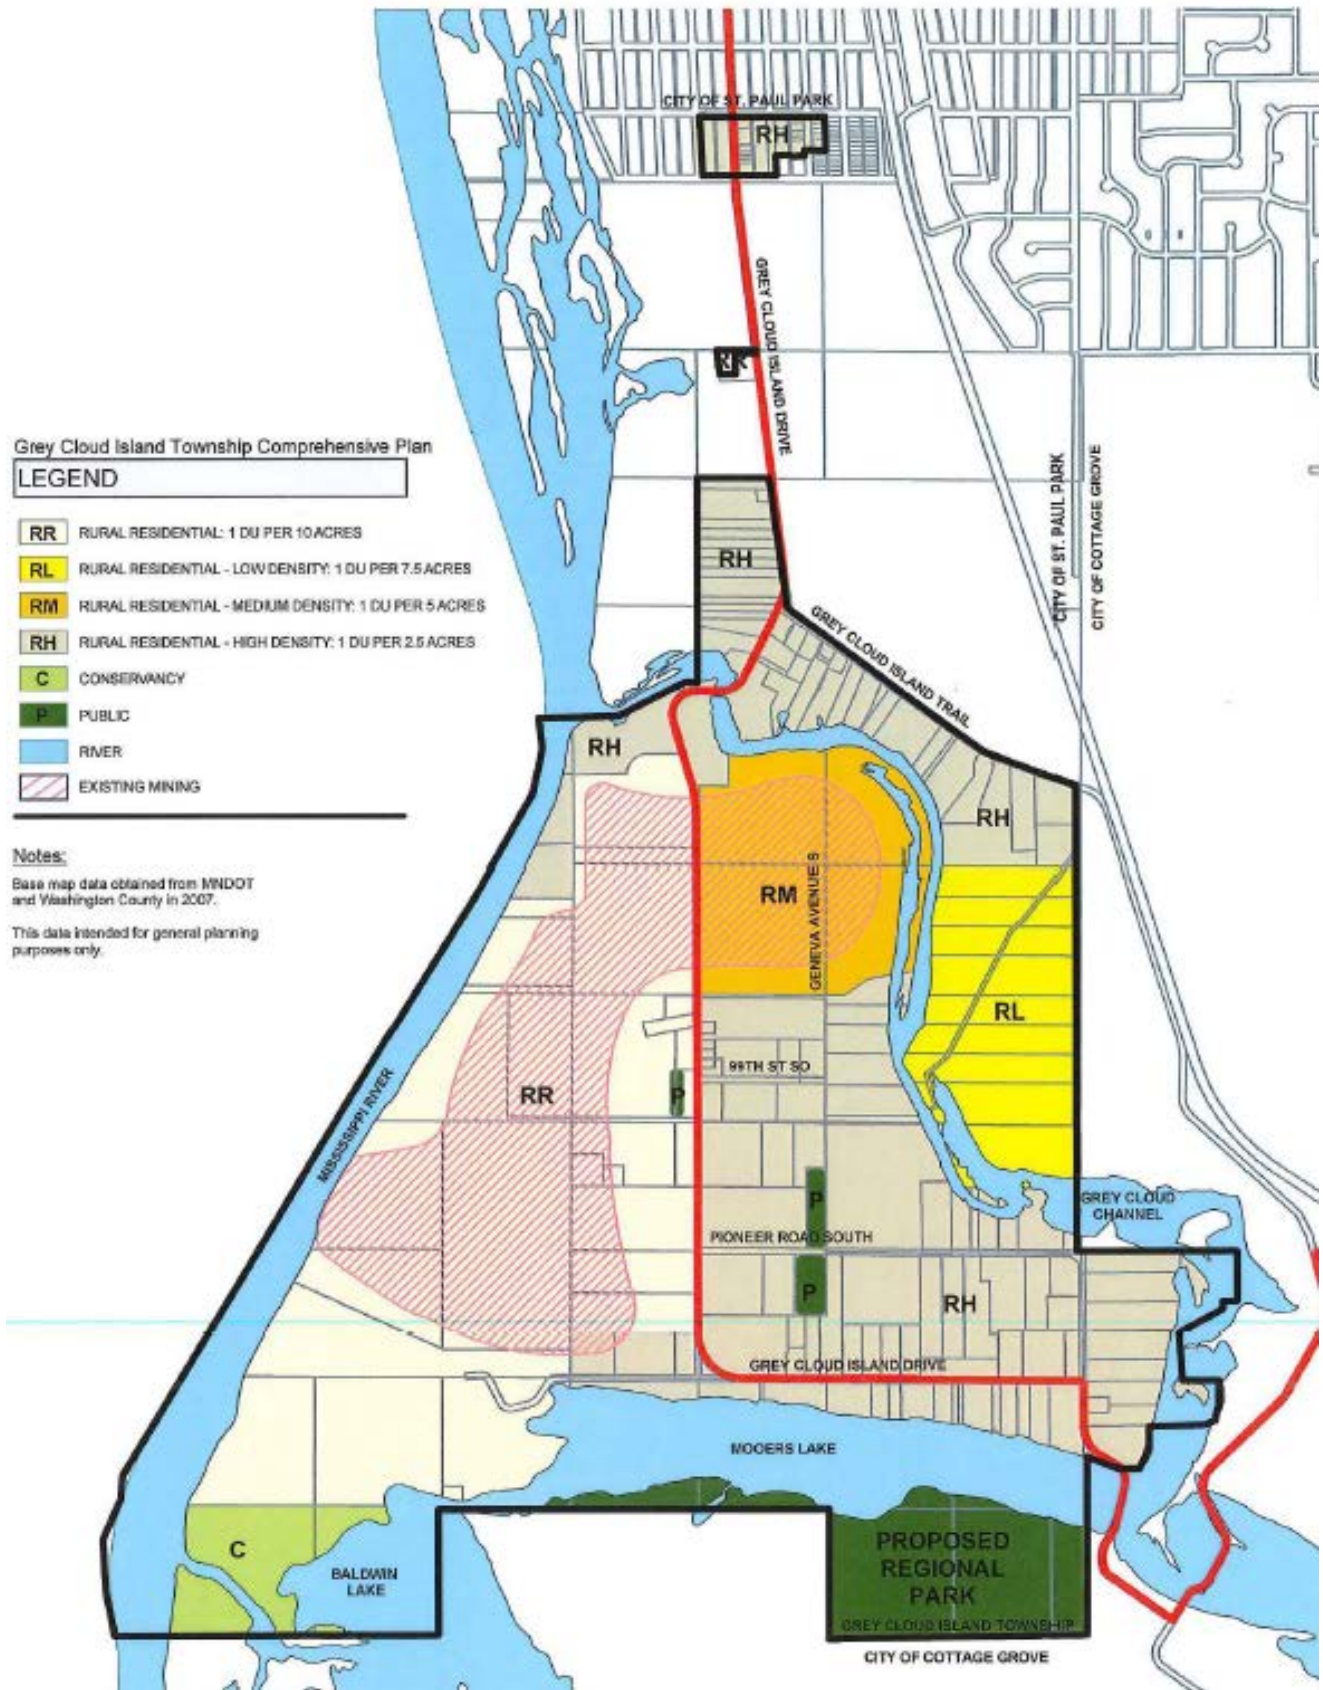 CITY OF ST. PAUL PARK
RH
GREY CLOUD ISLAND DRIVE
Grey Cloud Island Township Comprehensive Plan
LEGEND
RR RURAL RESIDENTIAL: 1 DU PER 10 ACRES
RL RURAL RESIDENTIAL - LOW DENSITY: 1 DU PER 7.5 ACRES
RM RURAL RESIDENTIAL - MEDIUM DENSITY: 1 DU PER 5 ACRES
RH RURAL RESIDENTIAL - HIGH DENSITY: 1 DU PER 2.5 ACRES
C CONSERVANCY
P PUBLIC
RIVER
EXISTING MINING
Notes:
Base map data obtained from MNDOT
and Washington County in 2007.
This data intended for general planning
purposes only.
CITY OF ST. PAUL PARK
CITY OF COTTAGE GROVE
RH
GREY CLOUD ISLAND TRAIL
RH
RH
RM
GENEVA AVENUE S
RL
99TH ST SO
RR
P
MISSISSIPPI RIVER
P
GREY CLOUD
CHANNEL
PIONEER ROAD SOUTH
P
RH
GREY CLOUD ISLAND DRIVE
MOOERS LAKE
C
BALDWIN
LAKE
PROPOSED
REGIONAL
PARK
GREY CLOUD ISLAND TOWNSHIP
CITY OF COTTAGE GROVE